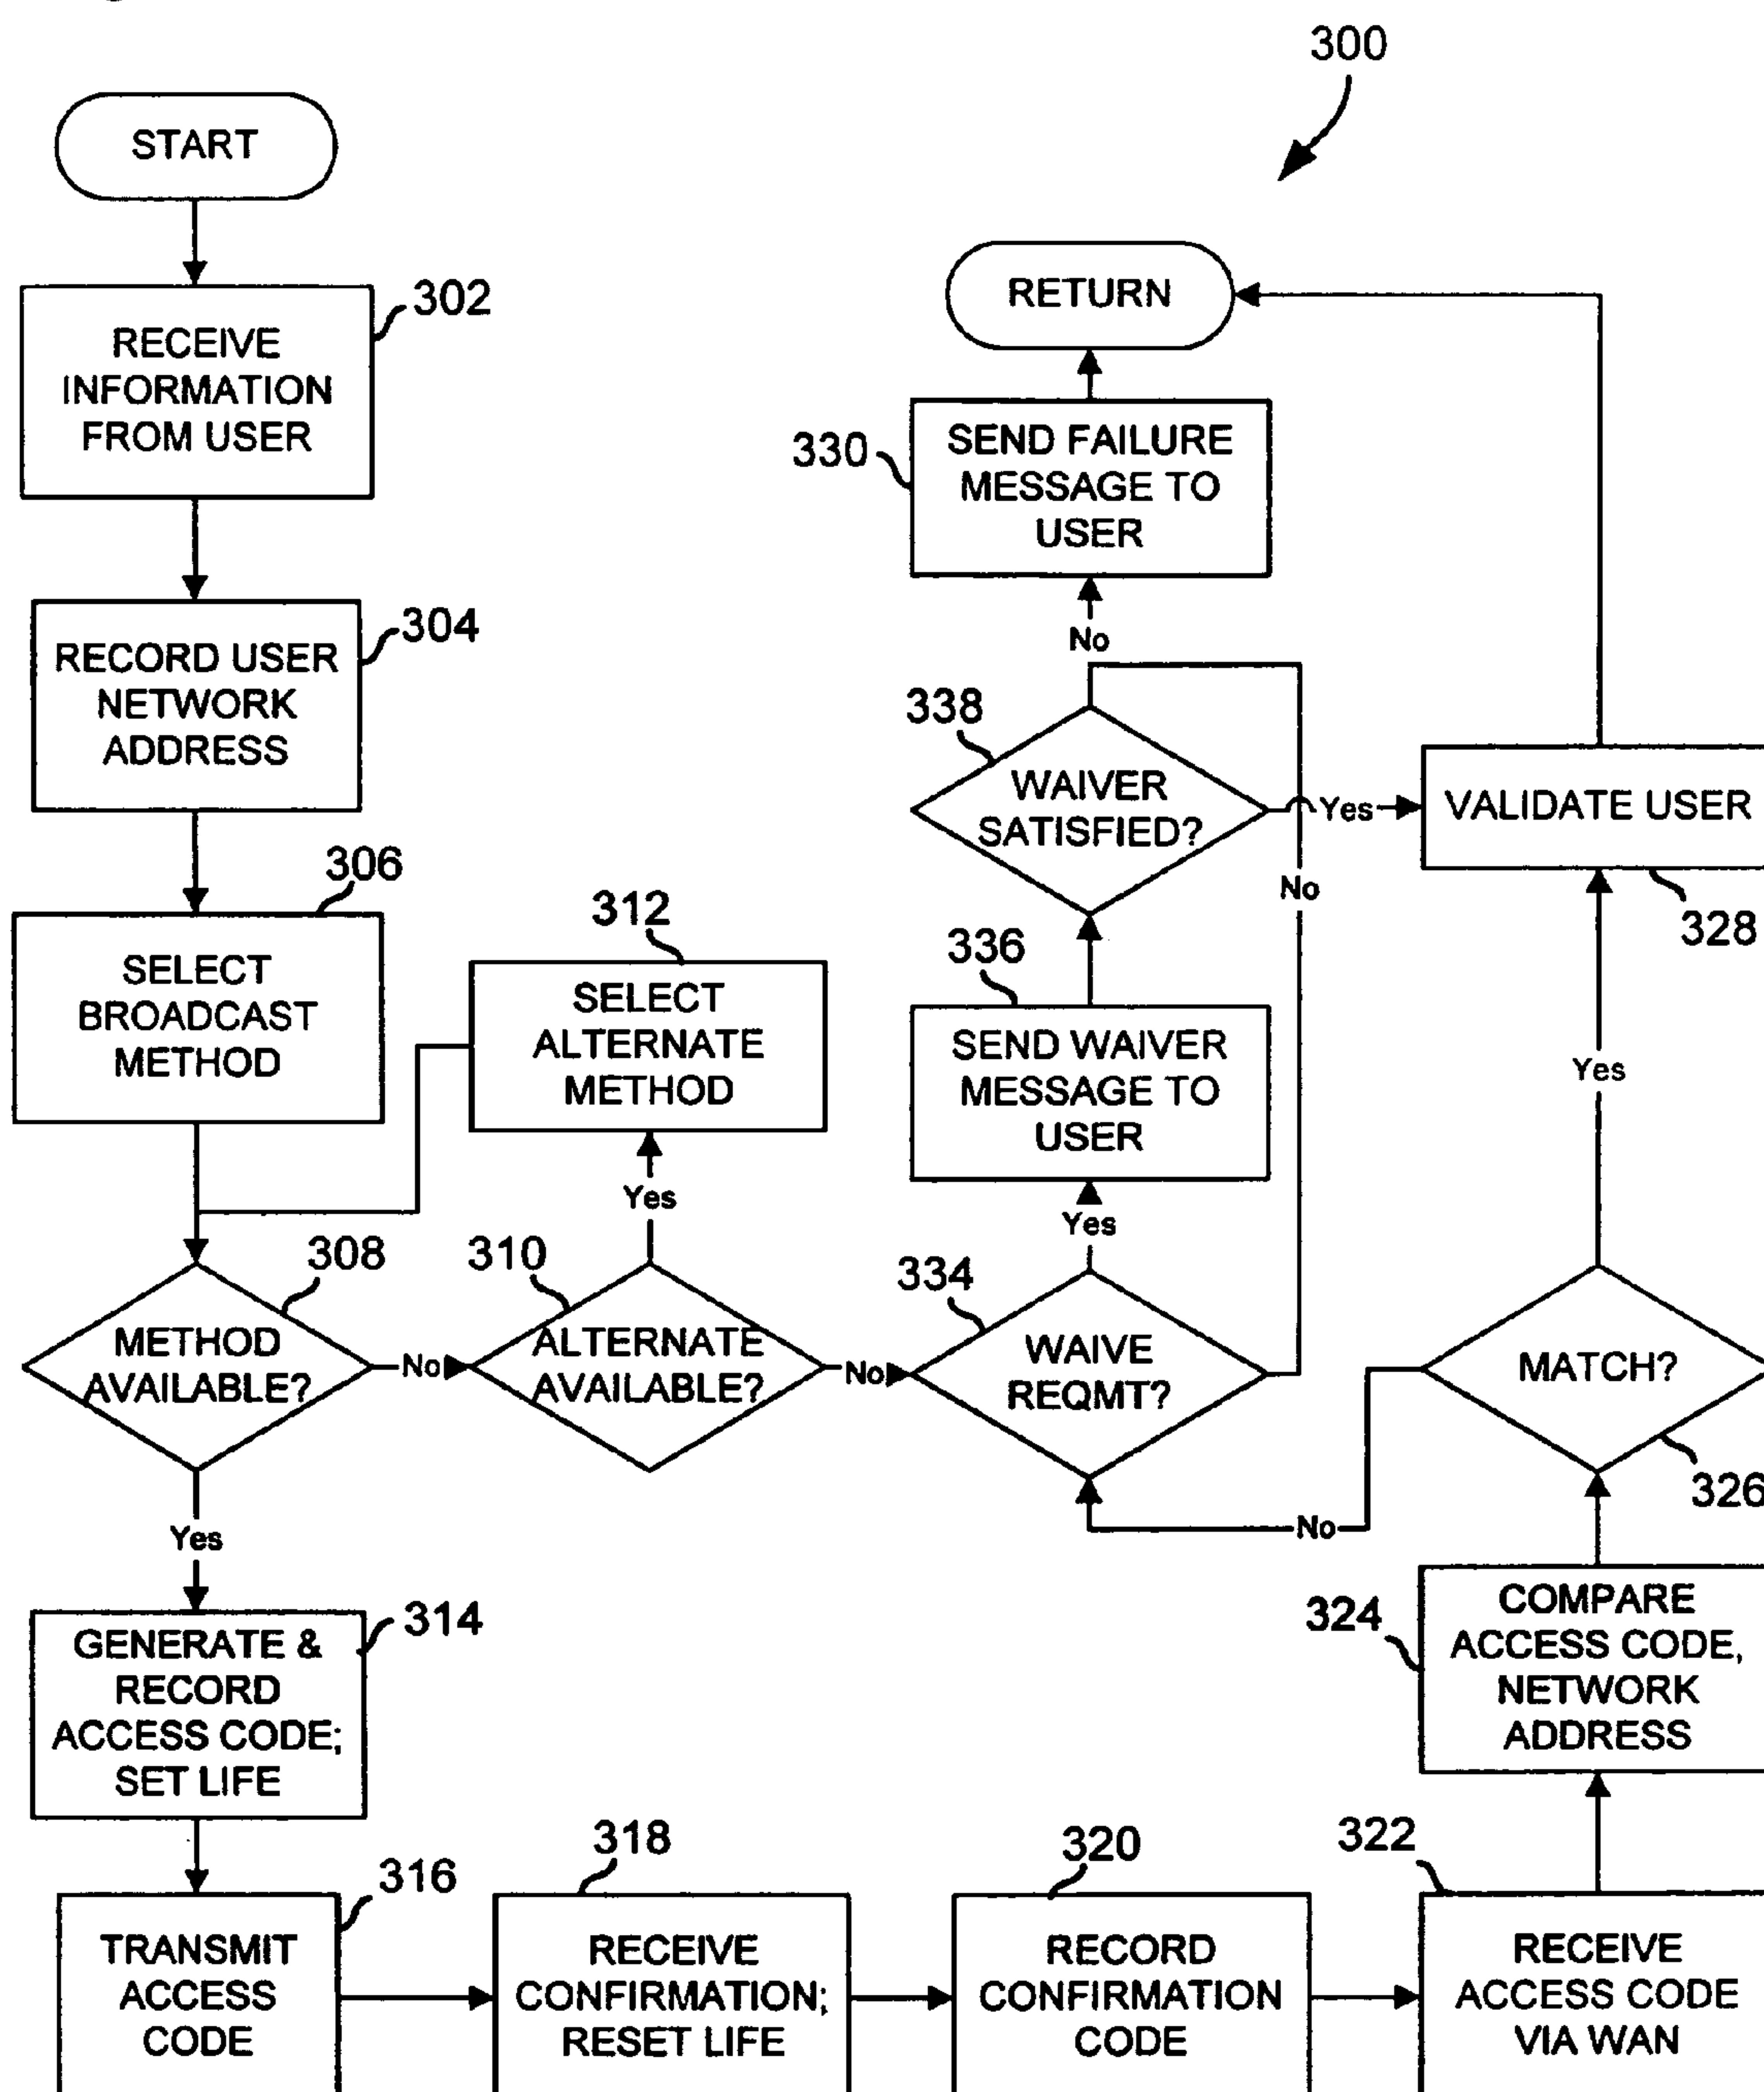 300
START
302
RECEIVE
INFORMATION
FROM USER
304
RECORD USER
NETWORK
ADDRESS
306
SELECT
BROADCAST
METHOD
308
METHOD
AVAILABLE?
No
Yes
310
ALTERNATE
AVAILABLE?
Yes
No
312
SELECT
ALTERNATE
METHOD
314
GENERATE &
RECORD
ACCESS CODE;
SET LIFE
316
TRANSMIT
ACCESS
CODE
318
RECEIVE
CONFIRMATION;
RESET LIFE
320
RECORD
CONFIRMATION
CODE
322
RECEIVE
ACCESS CODE
VIA WAN
324
COMPARE
ACCESS CODE,
NETWORK
ADDRESS
326
MATCH?
Yes
No
328
VALIDATE USER
334
WAIVE
REQMT?
Yes
No
336
SEND WAIVER
MESSAGE TO
USER
338
WAIVER
SATISFIED?
Yes
No
330
SEND FAILURE
MESSAGE TO
USER
RETURN